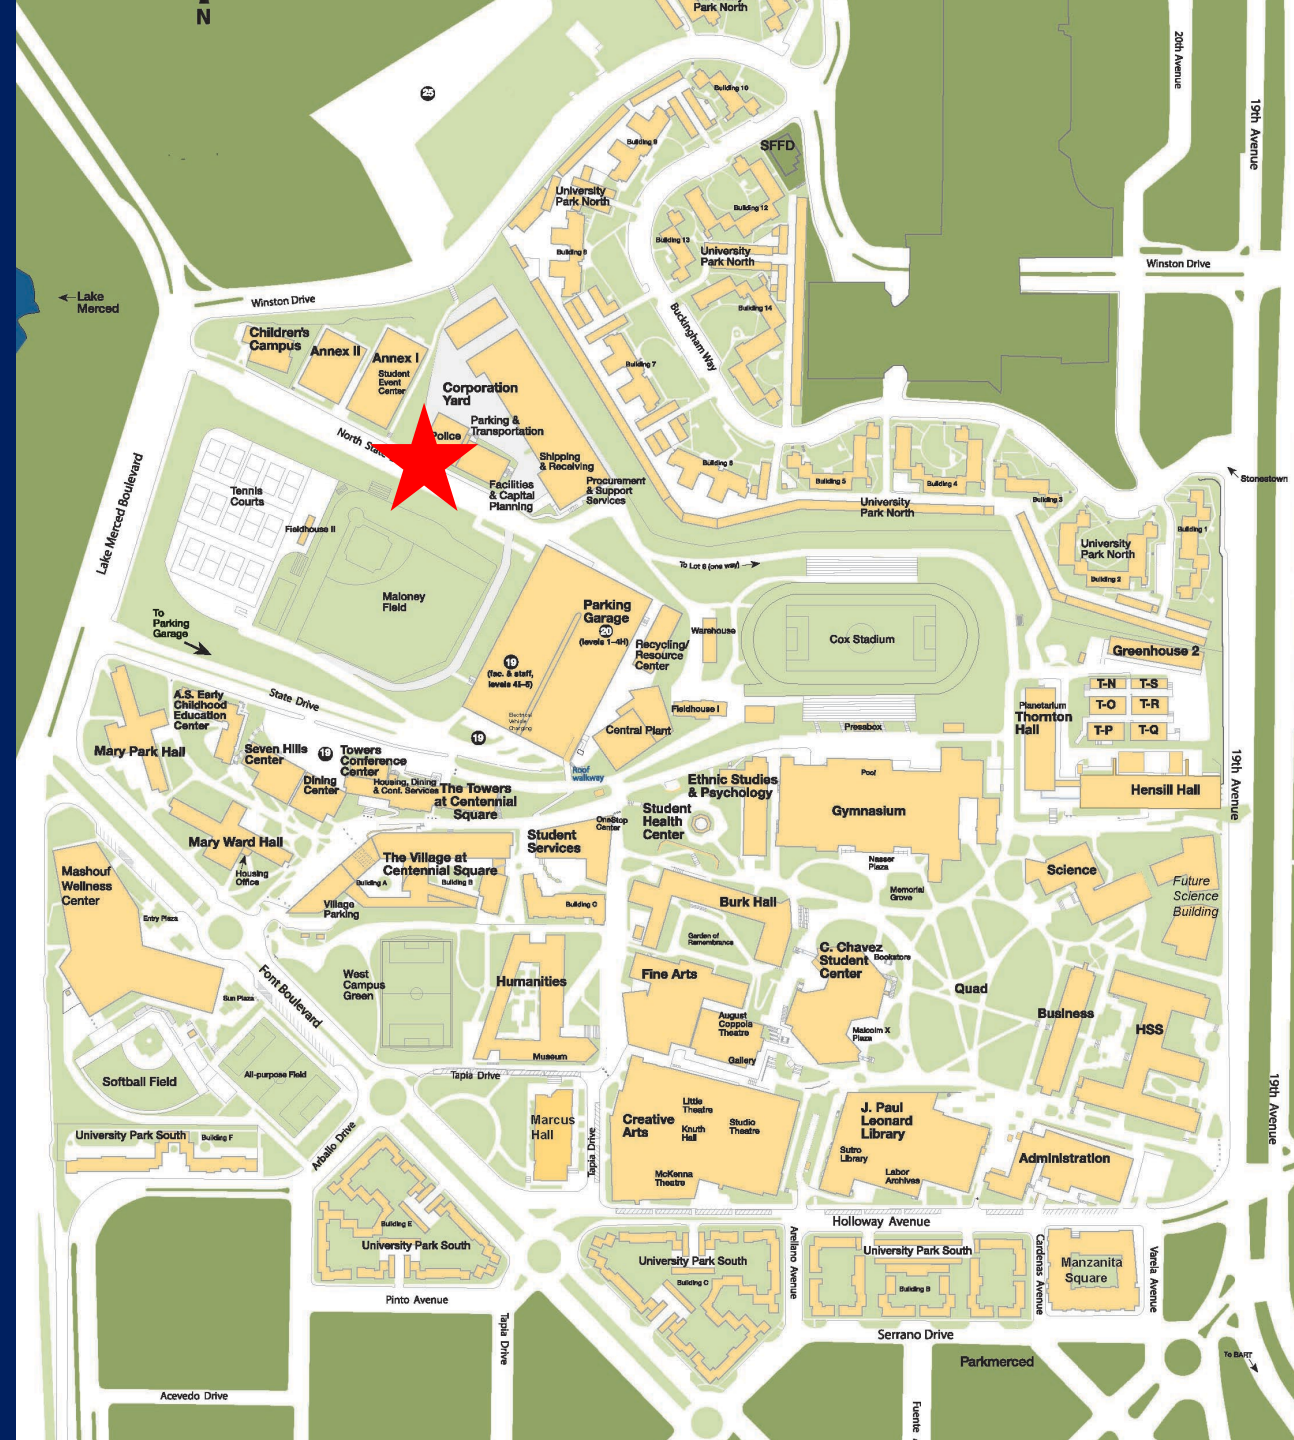 N
Park North
25
20th Avenue
19th Avenue
Building 10
Building 9
SFFD
University
Park North
Building 12
Building 13
University
Park North
Building 8
Winston Drive
Lake
Merced
Winston Drive
Building 14
Buckingham Way
Children's
Campus
Annex II
Annex I
Student
Event
Center
Building 7
Corporation
Yard
Parking &
Transportation
Police
North State
Shipping
& Receiving
Building 6
Building 5
Building 4
Building 3
Stonestown
Facilities
& Capital
Planning
Procurement
& Support
Services
Tennis
Courts
Lake Merced Boulevard
University
Park North
Fieldhouse II
Building 1
University
Park North
Building 2
To Lot 6 (one way)
Maloney
Field
Parking
Garage
20
(levels 1–4H)
To
Parking
Garage
Warehouse
Cox Stadium
Recycling/
Resource
Center
Greenhouse 2
19
(fac. & staff,
levels 4I–5)
T-N
T-S
T-O
T-R
T-P
T-Q
State Drive
A.S. Early
Childhood
Education
Center
Fieldhouse I
Planetarium
Thornton
Hall
Electrical
Vehicle
Charging
Central Plant
Pressbox
19
Mary Park Hall
Seven Hills
Center
19
Towers
Conference
Center
Roof
walkway
Pool
19th Avenue
Dining
Center
Housing, Dining
& Conf. Services
The Towers
at Centennial
Square
Ethnic Studies
& Psychology
Hensill Hall
Student
Health
Center
Gymnasium
OneStop
Center
Student
Services
Mary Ward Hall
Housing
Office
The Village at
Centennial Square
Building A
Building B
Nasser
Plaza
Science
Mashouf
Wellness
Center
Future
Science
Building
Memorial
Grove
Village
Parking
Building C
Burk Hall
Entry Plaza
Garden of
Remembrance
C. Chavez
Student
Center
Bookstore
Font Boulevard
West
Campus
Green
Humanities
Fine Arts
Quad
Sun Plaza
August
Coppola
Theatre
Business
HSS
Malcolm X
Plaza
Museum
Gallery
Softball Field
All-purpose Field
Tapia Drive
Little
Theatre
Creative
Arts
Knuth
Hall
Studio
Theatre
J. Paul
Leonard
Library
19th Avenue
Marcus
Hall
University Park South
Building F
Arballo Drive
Tapia Drive
Sutro
Library
Labor
Archives
McKenna
Theatre
Administration
Building E
University Park South
Holloway Avenue
Arellano Avenue
University Park South
University Park South
Building C
Building B
Cardenas Avenue
Manzanita
Square
Varela Avenue
Pinto Avenue
Tapia Drive
Serrano Drive
Parkmerced
To BART
Acevedo Drive
Fuente